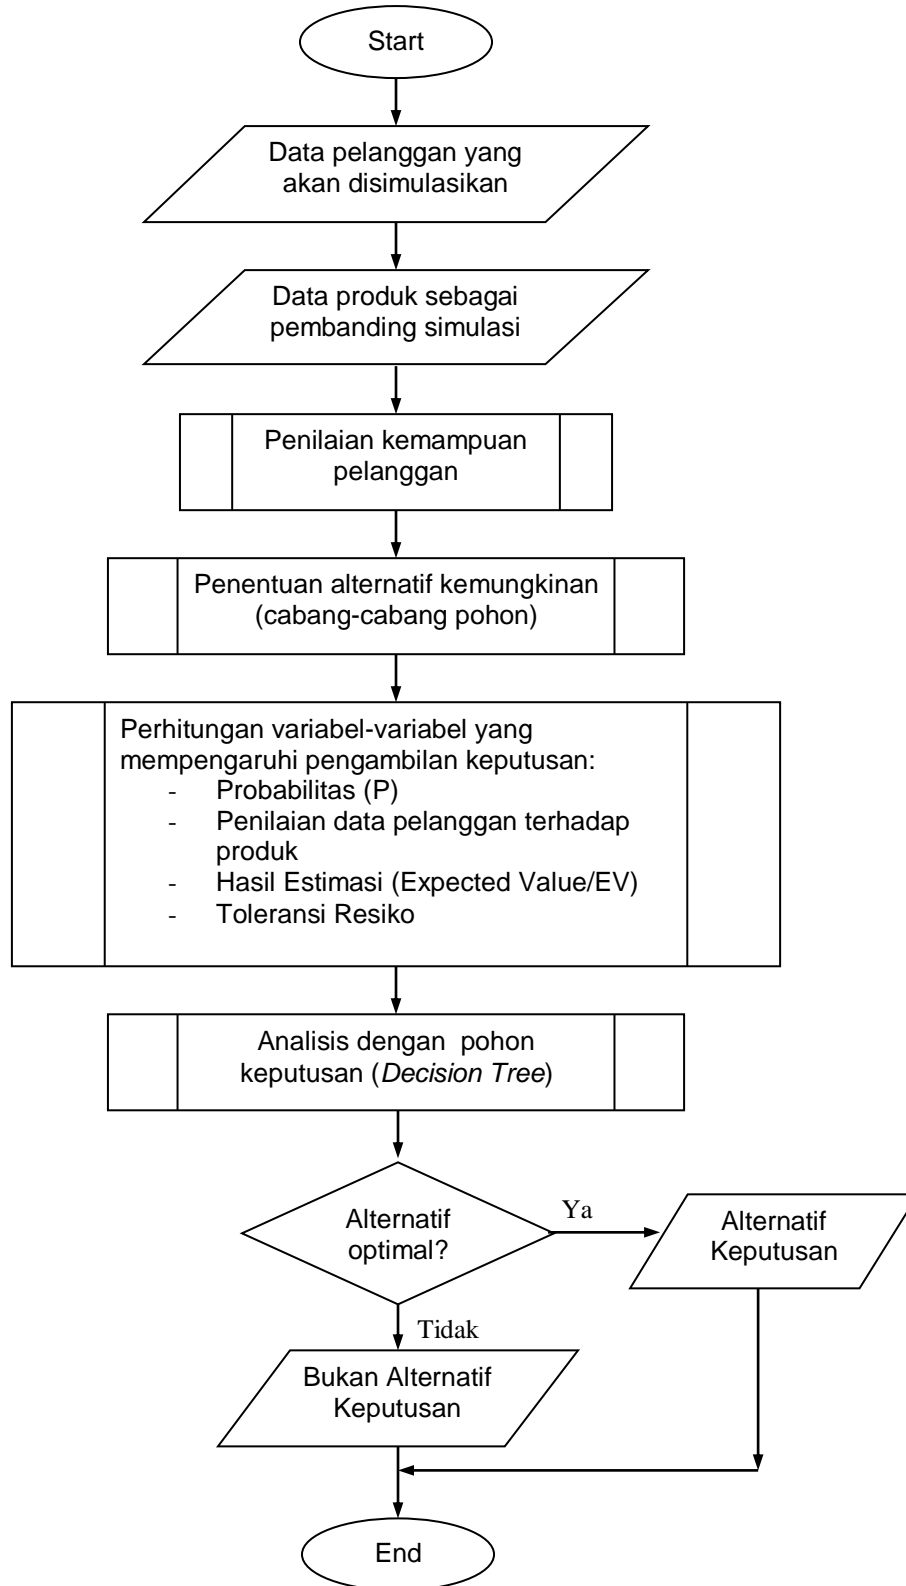 Start
Data pelanggan yang
akan disimulasikan
Data produk sebagai
pembanding simulasi
Penilaian kemampuan
pelanggan
Penentuan alternatif kemungkinan
(cabang-cabang pohon)
Perhitungan variabel-variabel yang
mempengaruhi pengambilan keputusan:
- Probabilitas (P)
- Penilaian data pelanggan terhadap
produk
- Hasil Estimasi (Expected Value/EV)
- Toleransi Resiko
Analisis dengan pohon
keputusan (Decision Tree)
Alternatif
optimal?
Ya
Alternatif
Keputusan
Tidak
Bukan Alternatif
Keputusan
End